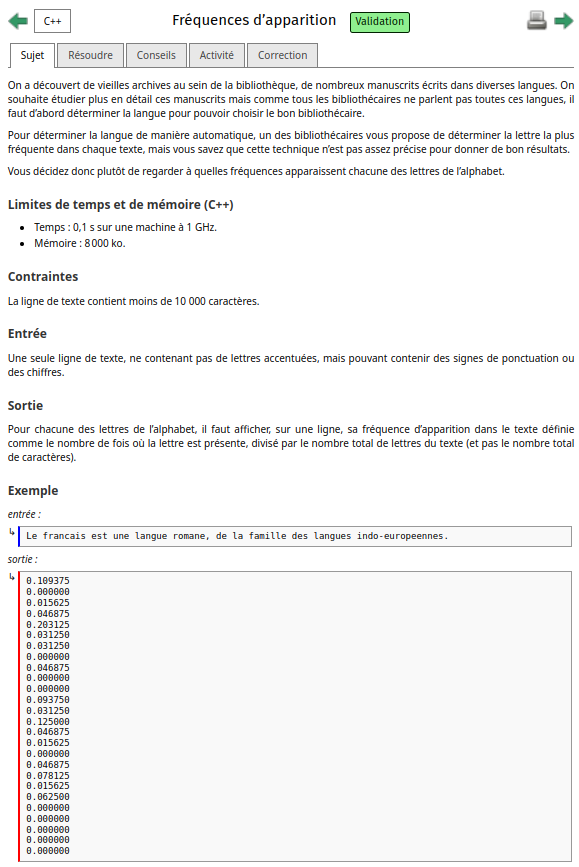 C++
Fréquences d’apparition
Validation
Sujet
Résoudre
Conseils
Activité
Correction
On a découvert de vieilles archives au sein de la bibliothèque, de nombreux manuscrits écrits dans diverses langues. On
souhaite étudier plus en détail ces manuscrits mais comme tous les bibliothécaires ne parlent pas toutes ces langues, il
faut d’abord déterminer la langue pour pouvoir choisir le bon bibliothécaire.
Pour déterminer la langue de manière automatique, un des bibliothécaires vous propose de déterminer la lettre la plus
fréquente dans chaque texte, mais vous savez que cette technique n’est pas assez précise pour donner de bon résultats.
Vous décidez donc plutôt de regarder à quelles fréquences apparaissent chacune des lettres de l’alphabet.
Limites de temps et de mémoire (C++)
• Temps : 0,1 s sur une machine à 1 GHz.
• Mémoire : 8 000 ko.
Contraintes
La ligne de texte contient moins de 10 000 caractères.
Entrée
Une seule ligne de texte, ne contenant pas de lettres accentuées, mais pouvant contenir des signes de ponctuation ou
des chiffres.
Sortie
Pour chacune des lettres de l’alphabet, il faut afficher, sur une ligne, sa fréquence d’apparition dans le texte définie
comme le nombre de fois où la lettre est présente, divisé par le nombre total de lettres du texte (et pas le nombre total
de caractères).
Exemple
entrée :
Le francais est une langue romane, de la famille des langues indo-europeennes.
sortie :
0.109375
0.000000
0.015625
0.046875
0.203125
0.031250
0.031250
0.000000
0.046875
0.000000
0.000000
0.093750
0.031250
0.125000
0.046875
0.015625
0.000000
0.046875
0.078125
0.015625
0.062500
0.000000
0.000000
0.000000
0.000000
0.000000